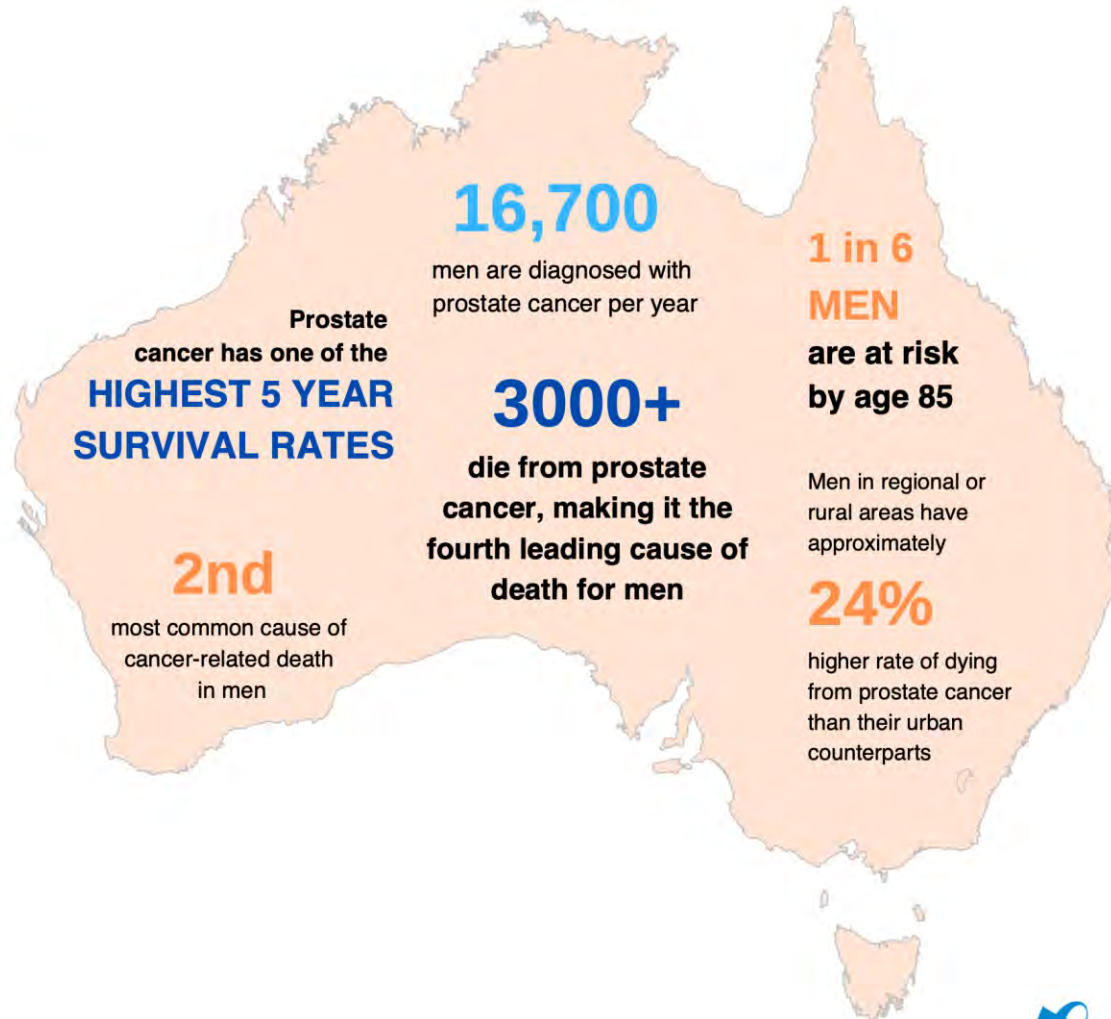 16,700
men are diagnosed with
prostate cancer per year
1 in 6
MEN
are at risk
by age 85
Prostate
cancer has one of the
HIGHEST 5 YEAR
SURVIVAL RATES
3000+
die from prostate
cancer, making it the
fourth leading cause of
death for men
Men in regional or
rural areas have
approximately
24%
higher rate of dying
from prostate cancer
than their urban
counterparts
2nd
most common cause of
cancer-related death
in men